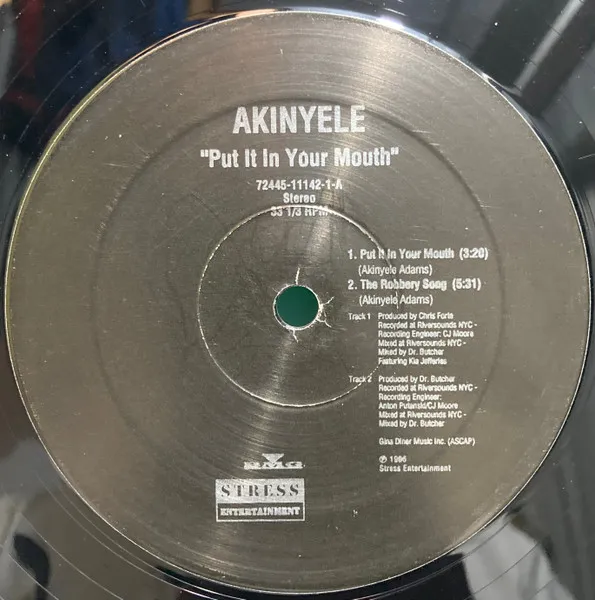 AKINYELE
"Put It In Your Mouth"
72445-11142-1-A
Stereo
33 1/3 RPM
1. Put It In Your Mouth (3:20)
(Akinyele Adams)
2. The Robbery Song (5:31)
(Akinyele Adams)
Track 1 Produced by Chris Forte
Recorded at Riversounds NYC -
Recording Engineer: CJ Moore
Mixed at Riversounds NYC -
Mixed by Dr. Butcher
Featuring Kia Jefferies
Track 2 Produced by Dr. Butcher
Recorded at Riversounds NYC -
Recording Engineer:
Anton Pukanski/CJ Moore
Mixed at Riversounds NYC -
Mixed by Dr. Butcher
Gina Diner Music Inc. (ASCAP)
℗ 1996
Stress Entertainment
BMG
STRESS
ENTERTAINMENT